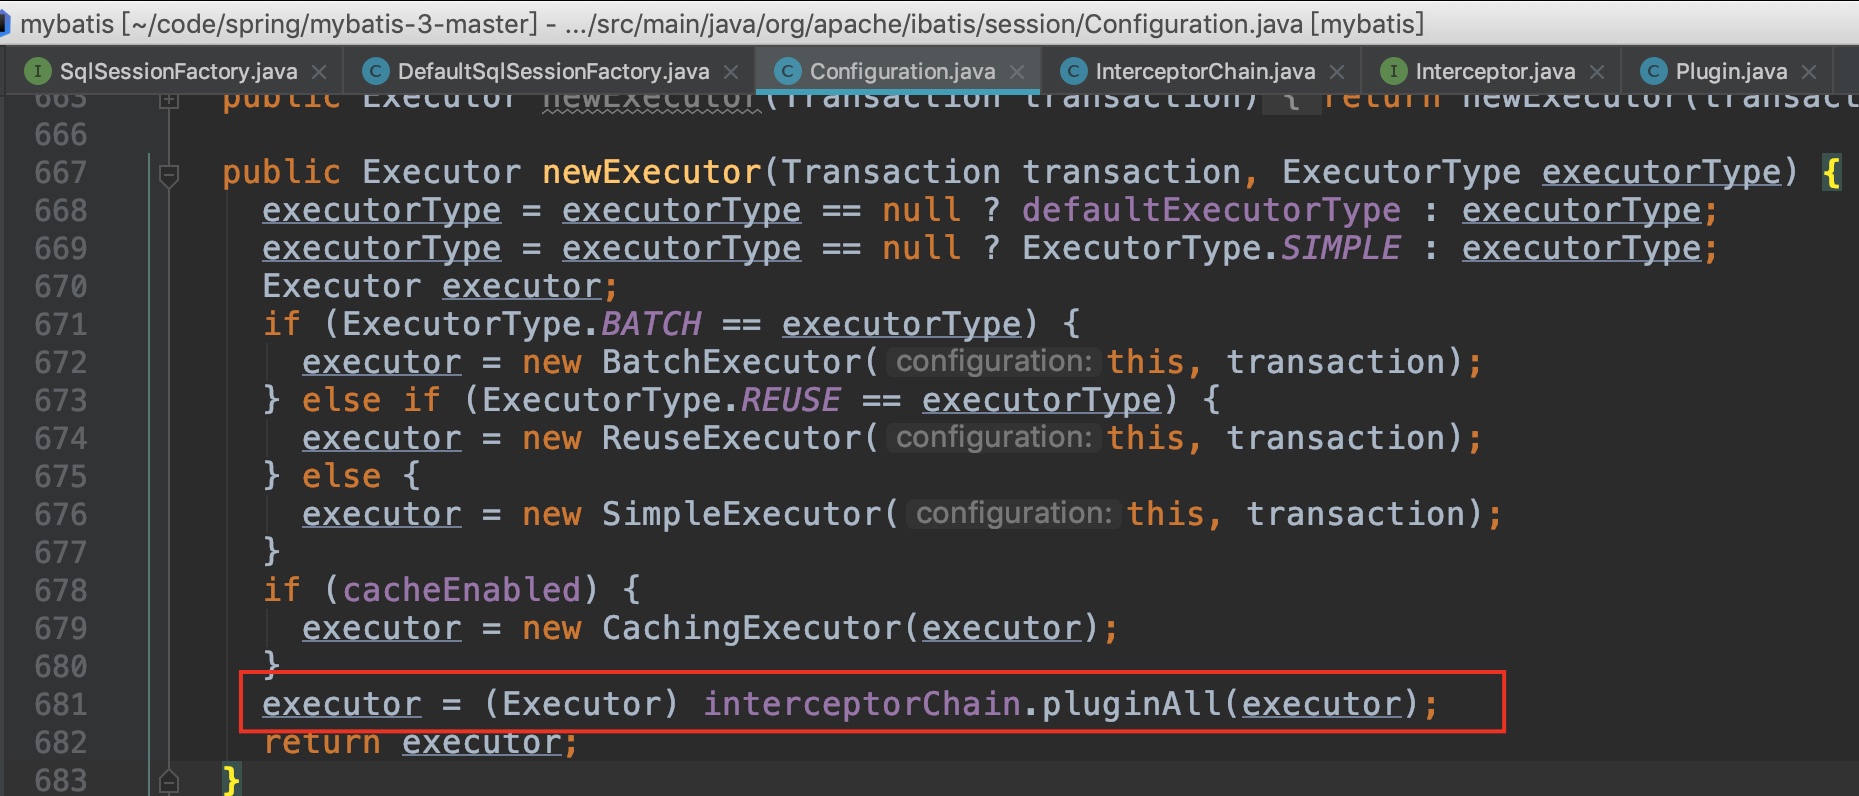 mybatis [~/code/spring/mybatis-3-master] - .../src/main/java/org/apache/ibatis/session/Configuration.java [mybatis]
I SqlSessionFactory.java × C DefaultSqlSessionFactory.java × C Configuration.java × C InterceptorChain.java × I Interceptor.java × C Plugin.java ×
663 public Executor newExecutor(Transaction transaction) { return newExecutor(transact
666
667 public Executor newExecutor(Transaction transaction, ExecutorType executorType) {
668 executorType = executorType == null ? defaultExecutorType : executorType;
669 executorType = executorType == null ? ExecutorType.SIMPLE : executorType;
670 Executor executor;
671 if (ExecutorType.BATCH == executorType) {
672 executor = new BatchExecutor( configuration: this, transaction);
673 } else if (ExecutorType.REUSE == executorType) {
674 executor = new ReuseExecutor( configuration: this, transaction);
675 } else {
676 executor = new SimpleExecutor( configuration: this, transaction);
677 }
678 if (cacheEnabled) {
679 executor = new CachingExecutor(executor);
680 }
681 executor = (Executor) interceptorChain.pluginAll(executor);
682 return executor;
683 }